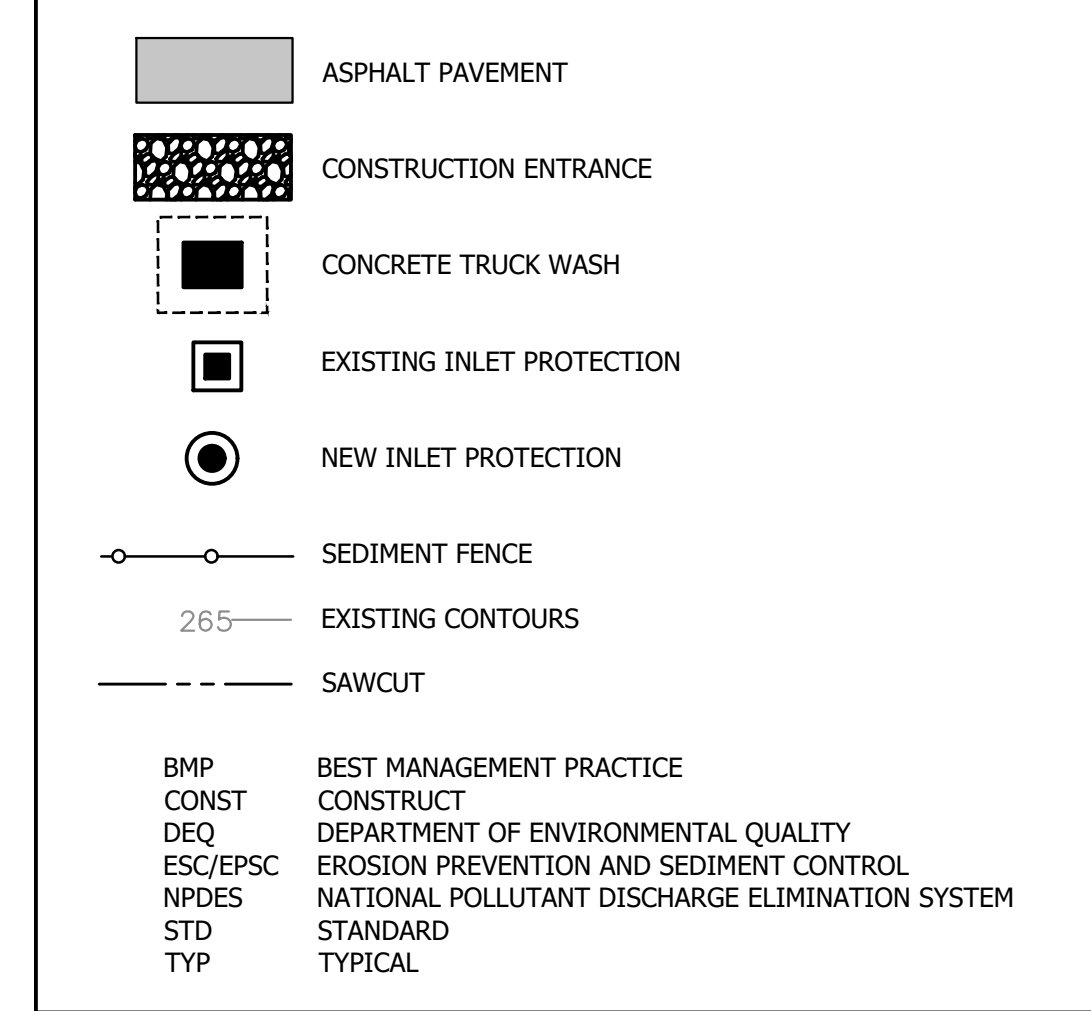 ASPHALT PAVEMENT
CONSTRUCTION ENTRANCE
CONCRETE TRUCK WASH
EXISTING INLET PROTECTION
NEW INLET PROTECTION
SEDIMENT FENCE
265 EXISTING CONTOURS
SAWCUT
BMP BEST MANAGEMENT PRACTICE
CONST CONSTRUCT
DEQ DEPARTMENT OF ENVIRONMENTAL QUALITY
ESC/EPSC EROSION PREVENTION AND SEDIMENT CONTROL
NPDES NATIONAL POLLUTANT DISCHARGE ELIMINATION SYSTEM
STD STANDARD
TYP TYPICAL